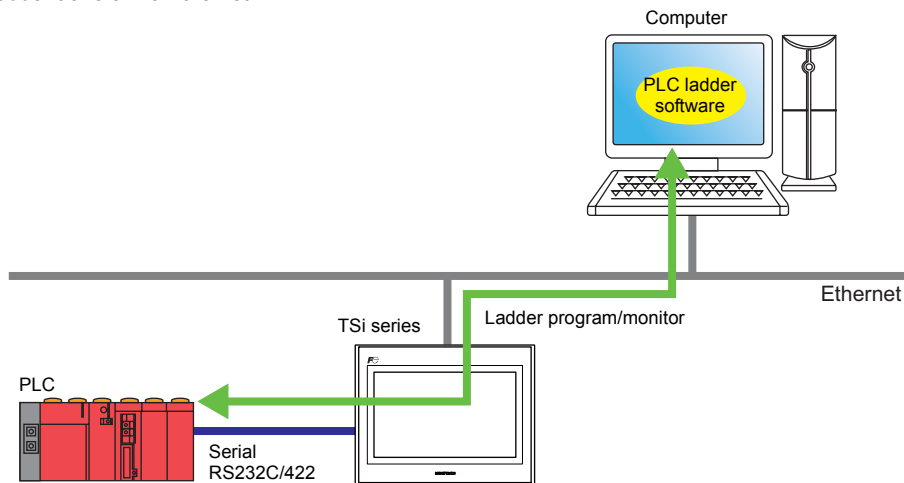 Computer
PLC ladder
software
Ethernet
Ladder program/monitor
TSi series
PLC
Serial
RS232C/422